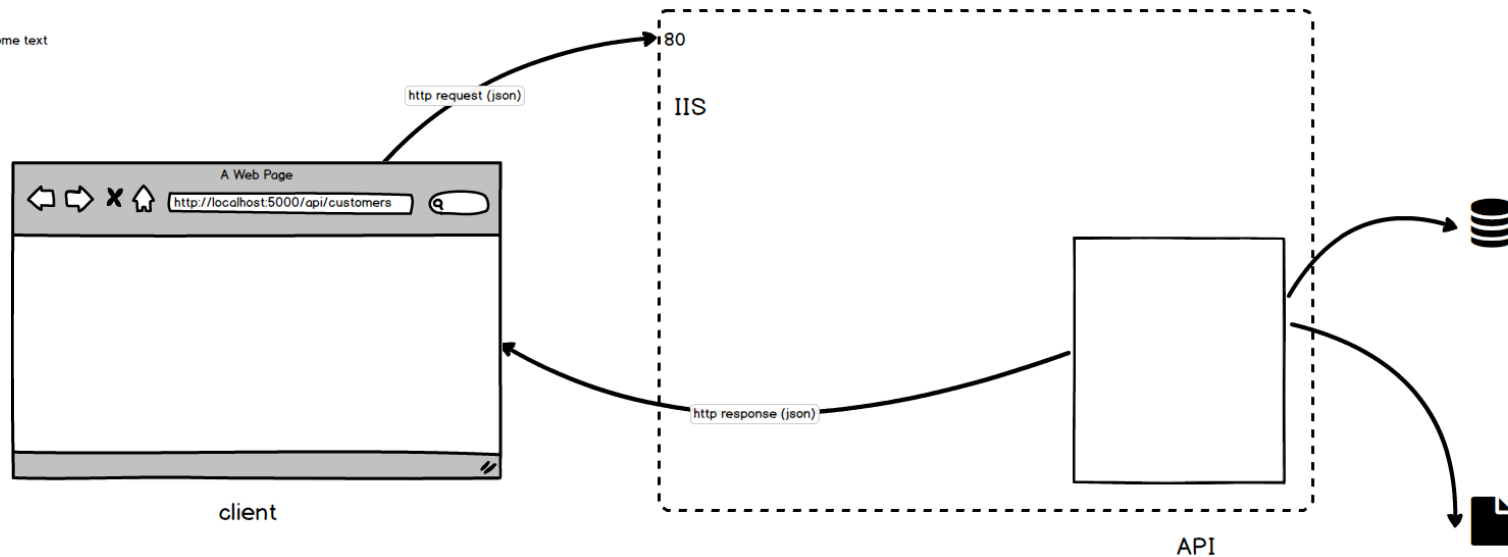 ome text
80
http request (json)
IIS
A Web Page
http://localhost:5000/api/customers
http response (json)
client
API